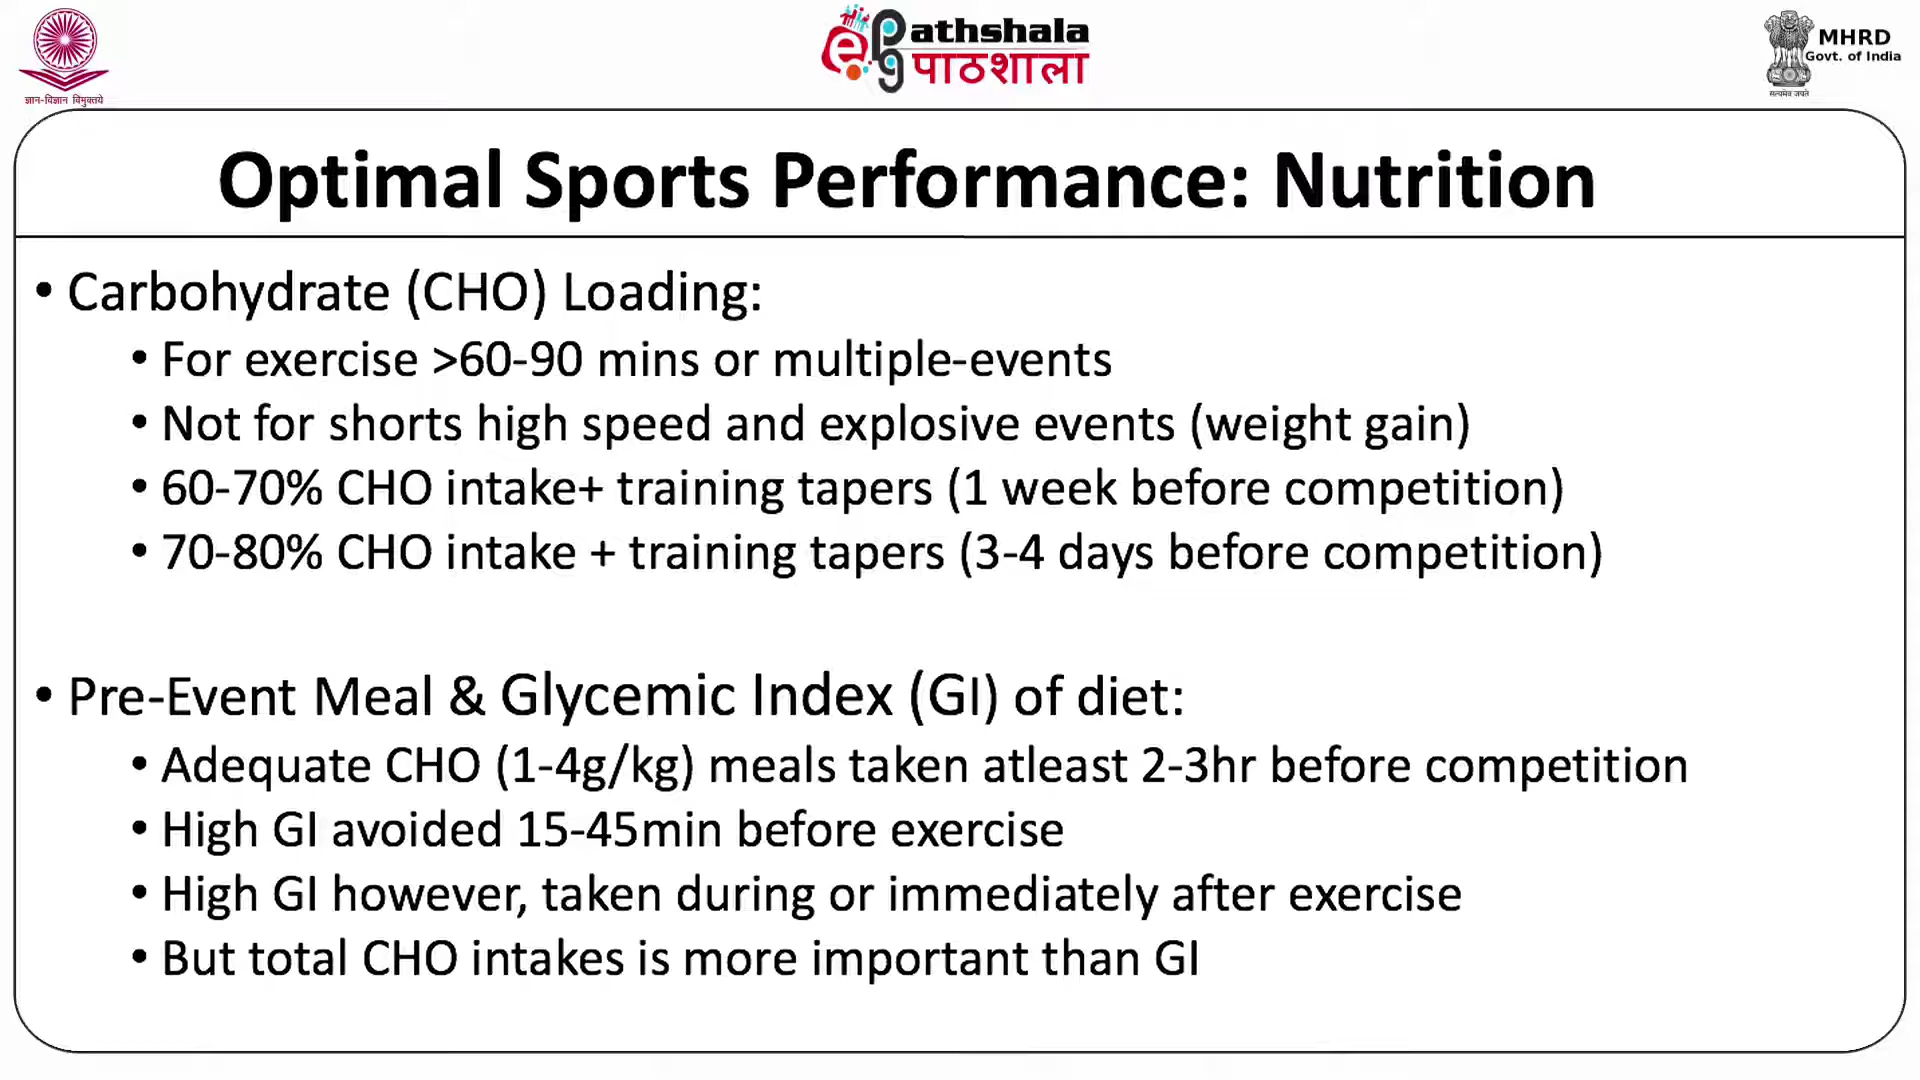 ज्ञान-विज्ञान विमुक्तये
ePGathshala
पाठशाला
MHRD
Govt. of India
सत्यमेव जयते
Optimal Sports Performance: Nutrition
• Carbohydrate (CHO) Loading:
• For exercise >60-90 mins or multiple-events
• Not for shorts high speed and explosive events (weight gain)
• 60-70% CHO intake+ training tapers (1 week before competition)
• 70-80% CHO intake + training tapers (3-4 days before competition)
• Pre-Event Meal & Glycemic Index (GI) of diet:
• Adequate CHO (1-4g/kg) meals taken atleast 2-3hr before competition
• High GI avoided 15-45min before exercise
• High GI however, taken during or immediately after exercise
• But total CHO intakes is more important than GI